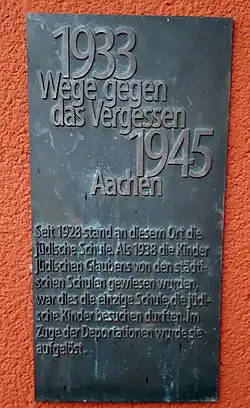 1933
Wege gegen
das Vergessen
1945
Aachen
Seit 1928 stand an diesem Ort die
jüdische Schule. Als 1938 die Kinder
jüdischen Glaubens von den städti-
schen Schulen gewiesen wurden,
war dies die einzige Schule, die jüdi-
sche Kinder besuchen durften. Im
Zuge der Deportationen wurde sie
aufgelöst.